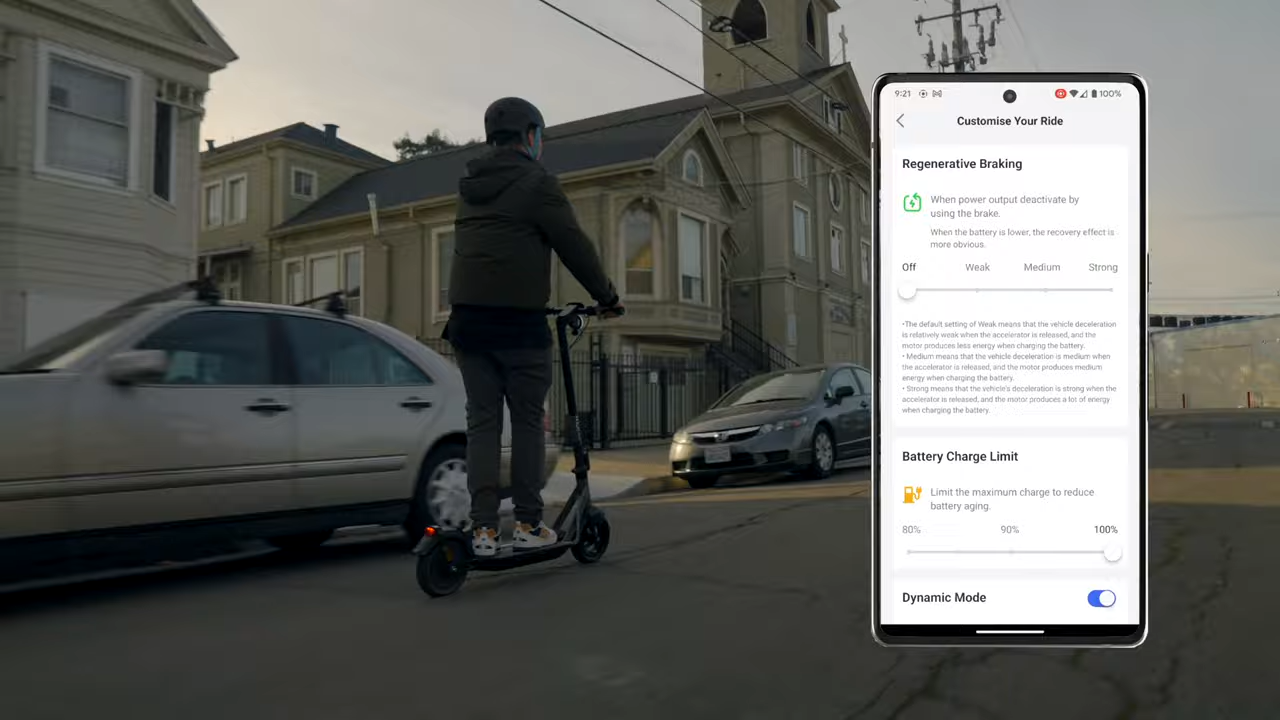 9:21
100%
Customise Your Ride
Regenerative Braking
When power output deactivate by
using the brake.
When the battery is lower, the recovery effect is
more obvious.
Off Weak Medium Strong
•The default setting of Weak means that the vehicle deceleration
is relatively weak when the accelerator is released, and the
motor produces less energy when charging the battery.
• Medium means that the vehicle deceleration is medium when
the accelerator is released, and the motor produces medium
energy when charging the battery.
• Strong means that the vehicle's deceleration is strong when the
accelerator is released, and the motor produces a lot of energy
when charging the battery.
Battery Charge Limit
Limit the maximum charge to reduce
battery aging.
80% 90% 100%
Dynamic Mode